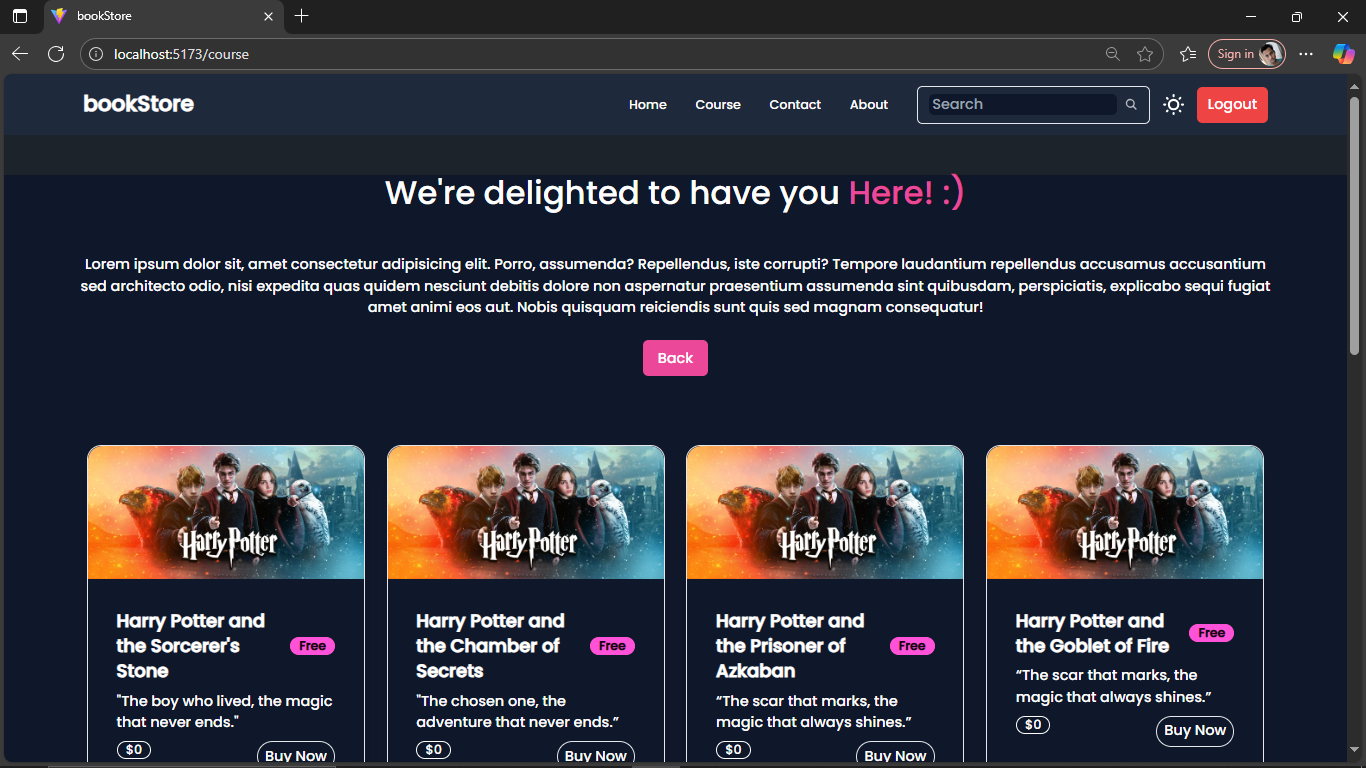 bookStore
localhost:5173/course
Sign in
bookStore
Home Course Contact About Search Logout
We're delighted to have you Here! :)
Lorem ipsum dolor sit, amet consectetur adipisicing elit. Porro, assumenda? Repellendus, iste corrupti? Tempore laudantium repellendus accusamus accusantium
sed architecto odio, nisi expedita quas quidem nesciunt debitis dolore non aspernatur praesentium assumenda sint quibusdam, perspiciatis, explicabo sequi fugiat
amet animi eos aut. Nobis quisquam reiciendis sunt quis sed magnam consequatur!
Back
Harry Potter
Harry Potter and
the Sorcerer's
Stone
Free
"The boy who lived, the magic
that never ends."
$0
Buy Now
Harry Potter
Harry Potter and
the Chamber of
Secrets
Free
"The chosen one, the
adventure that never ends.”
$0
Buy Now
Harry Potter
Harry Potter and
the Prisoner of
Azkaban
Free
“The scar that marks, the
magic that always shines.”
$0
Buy Now
Harry Potter
Harry Potter and
the Goblet of Fire
Free
“The scar that marks, the
magic that always shines.”
$0
Buy Now